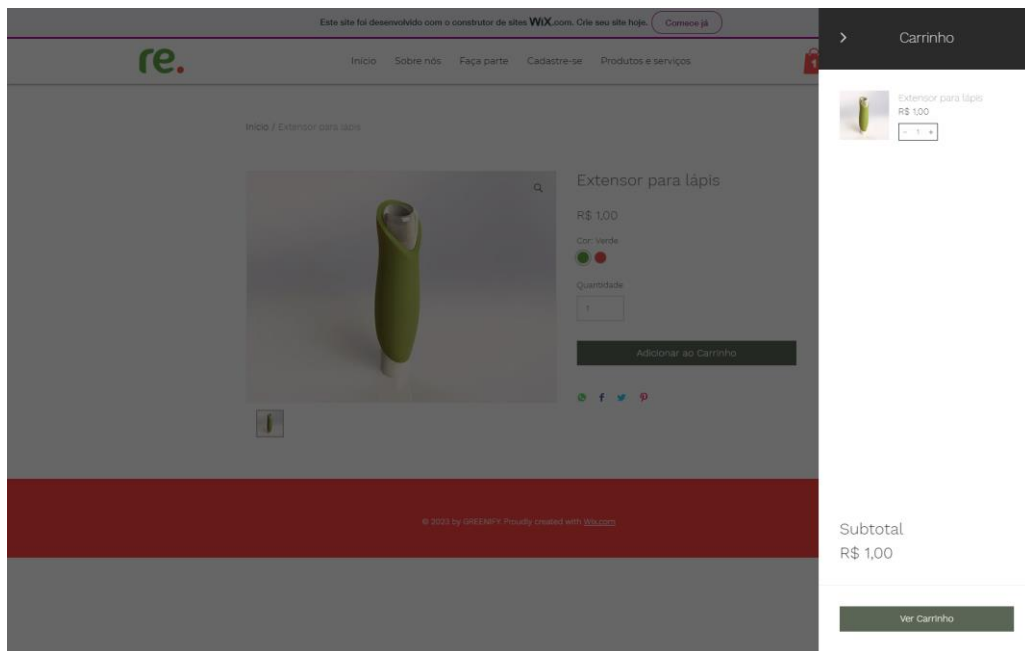 Este site foi desenvolvido com o construtor de sites WiX.com. Crie seu site hoje. Comece já
re.
Início Sobre nós Faça parte Cadastre-se Produtos e serviços
1
Início / Extensor para lápis
Extensor para lápis
R$ 1,00
Cor: Verde
Quantidade
1
Adicionar ao Carrinho
© 2023 by GREENIFY. Proudly created with Wix.com
Carrinho
Extensor para lápis
R$ 1,00
- 1 +
Subtotal
R$ 1,00
Ver Carrinho